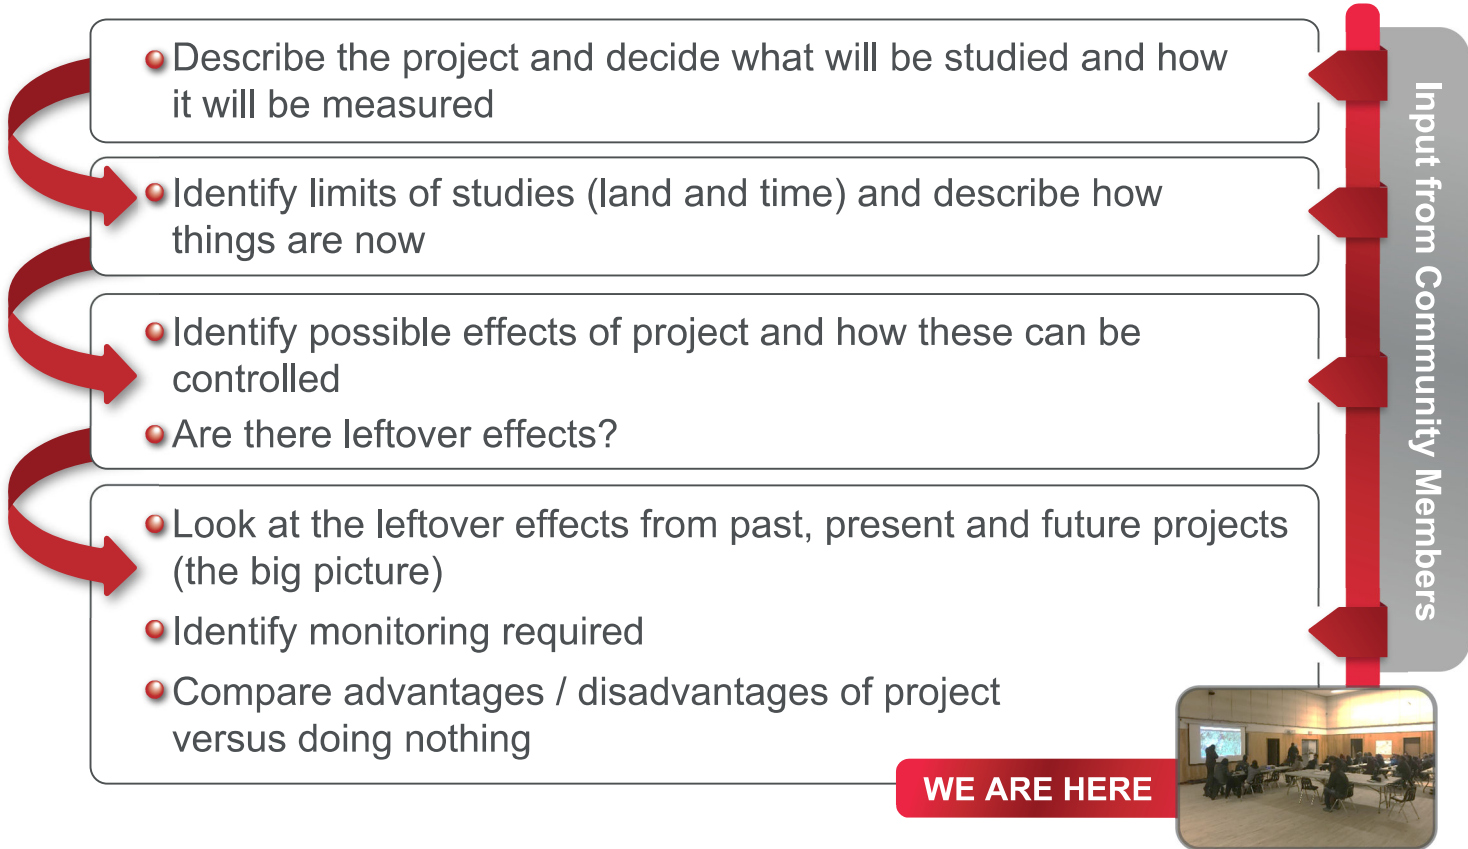 Describe the project and decide what will be studied and how
it will be measured
Identify limits of studies (land and time) and describe how
things are now
Identify possible effects of project and how these can be
controlled
Are there leftover effects?
Look at the leftover effects from past, present and future projects
(the big picture)
Identify monitoring required
Compare advantages / disadvantages of project
versus doing nothing
WE ARE HERE
Input from Community Members